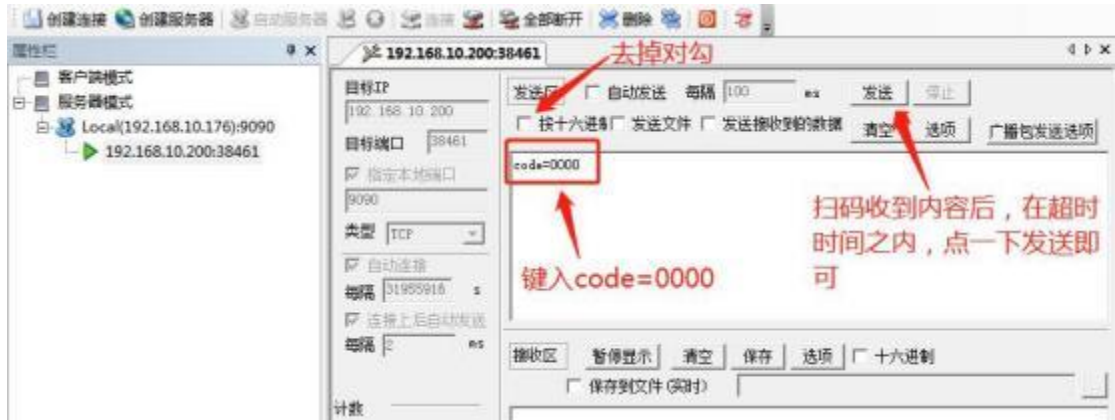 创建连接 创建服务器 启动服务器 连接 全部断开 删除
属性栏
192.168.10.200:38461
去掉对勾
客户端模式
服务器模式
Local(192.168.10.176):9090
192.168.10.200:38461
目标IP
192.168.10.200
目标端口 38461
指定本地端口
9090
类型 TCP
自动连接
每隔 31955916 s
连接上后自动发送
每隔 2 ms
计数
发送区 自动发送 每隔 100 ms 发送 停止
按十六进制 发送文件 发送接收到的数据 清空 选项 广播包发送选项
code=0000
扫码收到内容后，在超时
时间之内，点一下发送即
可
键入code=0000
接收区 暂停显示 清空 保存 选项 十六进制
保存到文件(实时)